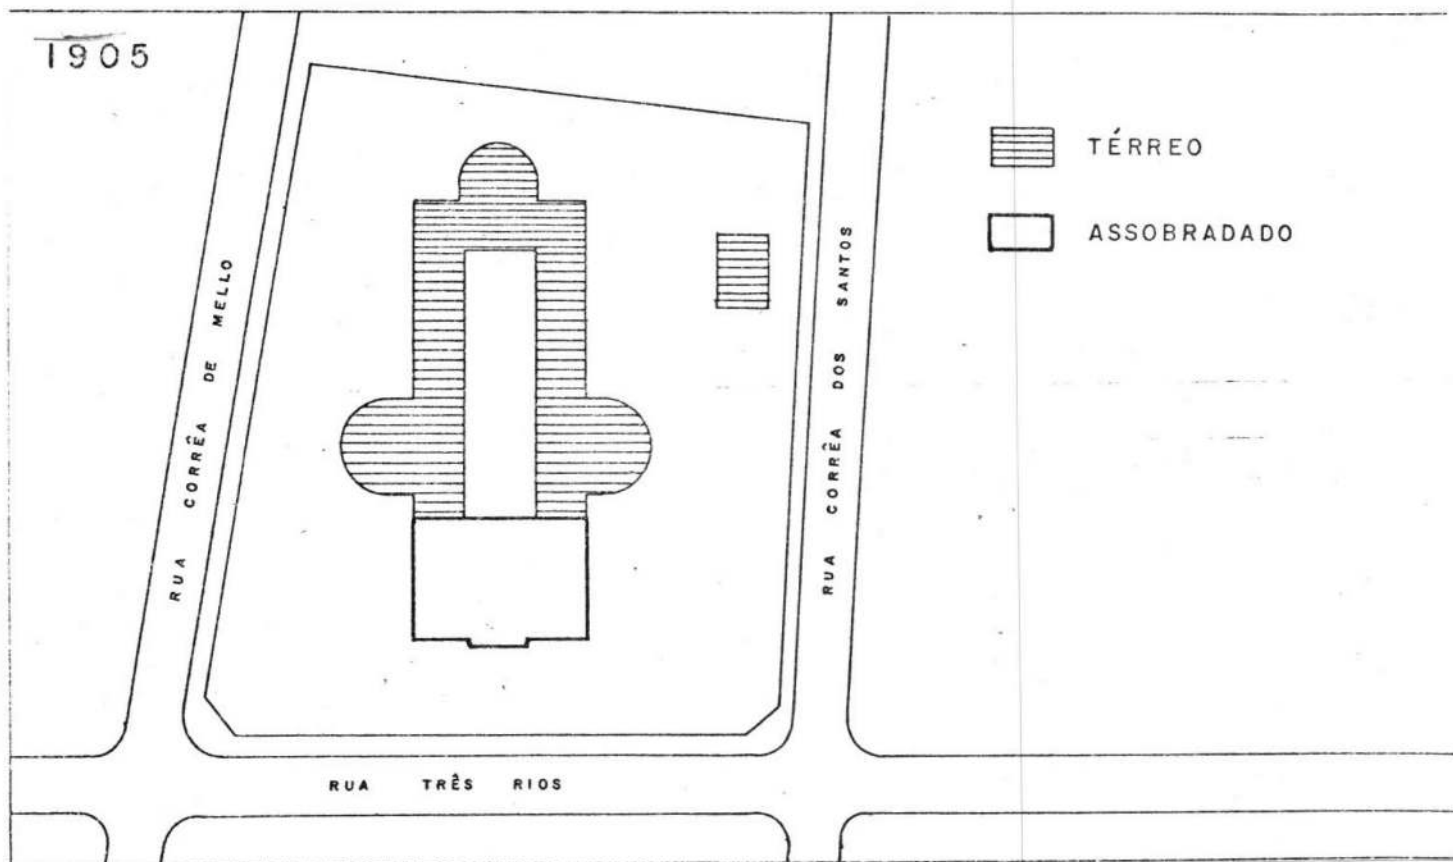 1905
TÉRREO
ASSOBRADADO
RUA CORRÊA DE MELLO
RUA CORRÊA DOS SANTOS
RUA TRÊS RIOS